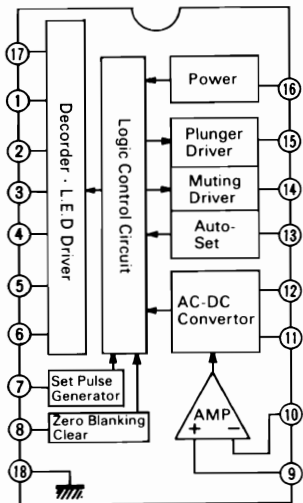 17
1
2
3
4
5
6
7
8
18
Decorder · L.E.D Driver
Logic Control Circuit
Set Pulse
Generator
Zero Blanking
Clear
Power
Plunger
Driver
Muting
Driver
Auto-
Set
AC-DC
Convertor
AMP
+ −
16
15
14
13
12
11
10
9